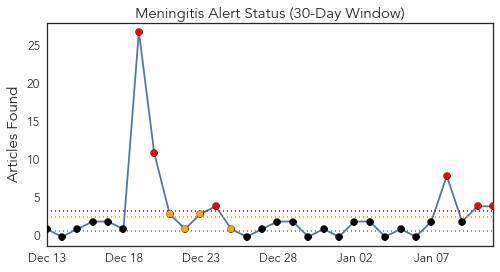 Meningitis Alert Status (30-Day Window)
Articles Found
25
20
15
10
5
0
Dec 13
Dec 18
Dec 23
Dec 28
Jan 02
Jan 07